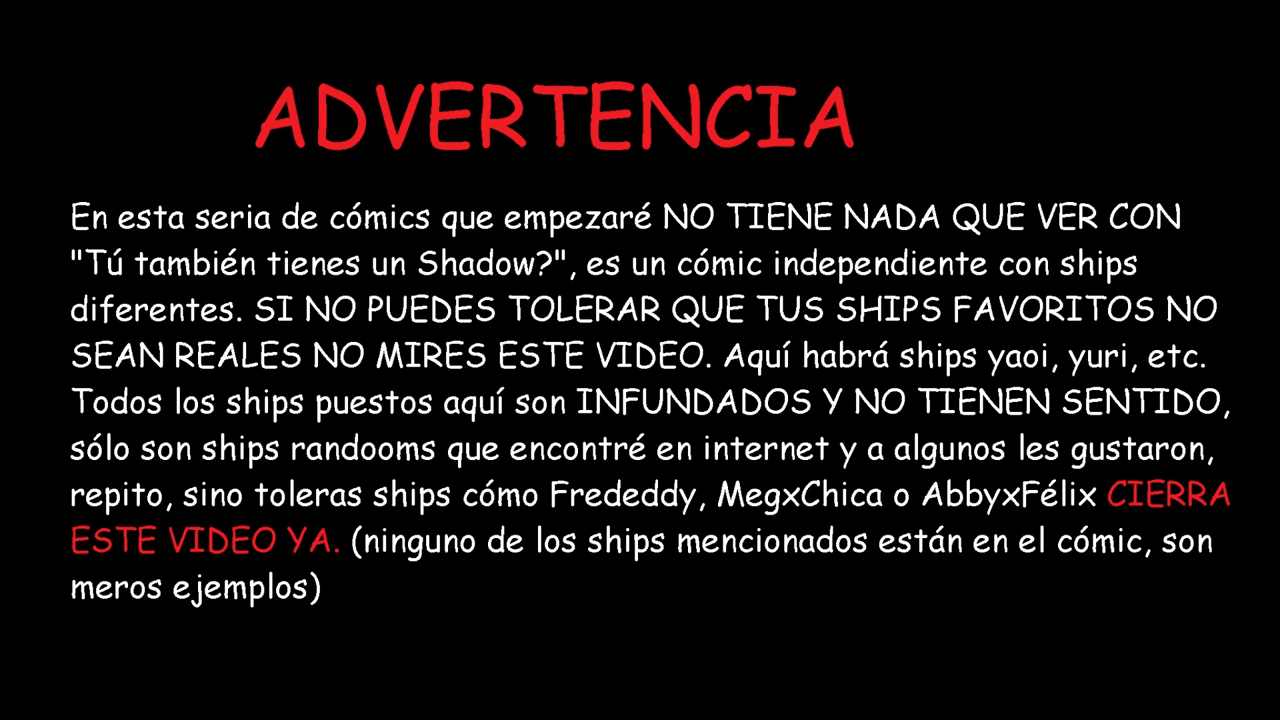 ADVERTENCIA
En esta seria de cómics que empezaré NO TIENE NADA QUE VER CON
"Tú también tienes un Shadow?", es un cómic independiente con ships
diferentes. SI NO PUEDES TOLERAR QUE TUS SHIPS FAVORITOS NO
SEAN REALES NO MIRES ESTE VIDEO. Aquí habrá ships yaoi, yuri, etc.
Todos los ships puestos aquí son INFUNDADOS Y NO TIENEN SENTIDO,
sólo son ships randooms que encontré en internet y a algunos les gustaron,
repito, sino toleras ships cómo Frededdy, MegxChica o AbbyxFélix CIERRA
ESTE VIDEO YA. (ninguno de los ships mencionados están en el cómic, son
meros ejemplos)